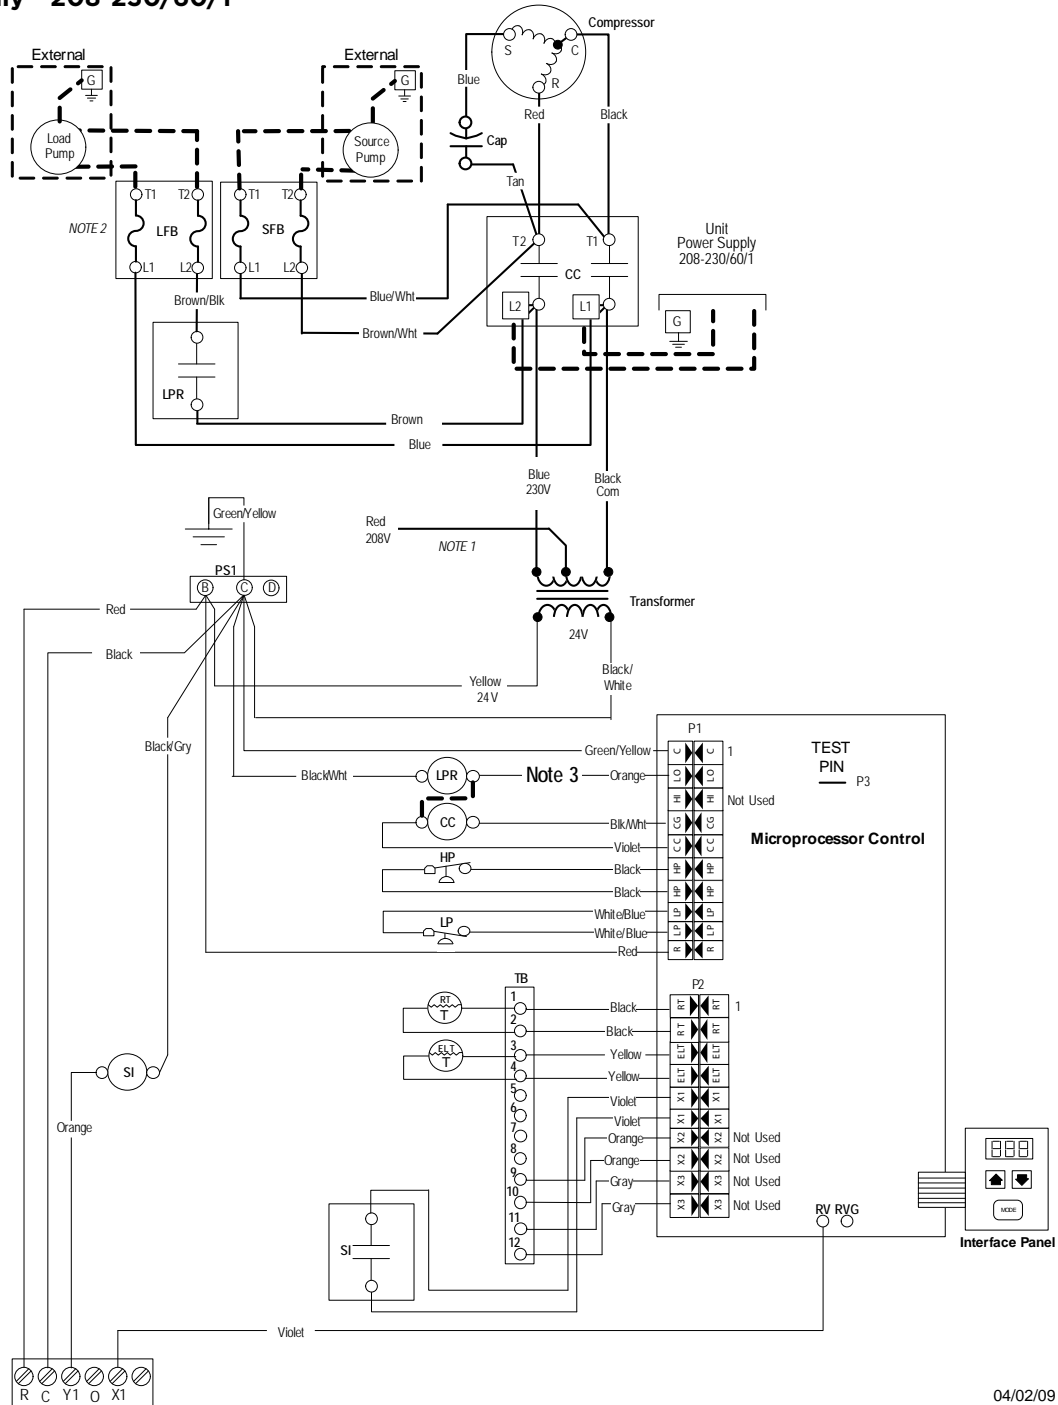 208-230/60/1
External
External
Compressor
S
C
R
G
G
Blue
Red
Black
Load
Pump
Source
Pump
Cap
Tan
T1
T2
T1
T2
NOTE 2
LFB
SFB
T2
T1
Unit
Power Supply
208-230/60/1
L1
L2
L1
L2
CC
Brown/Blk
Blue/Wht
L2
L1
G
Brown/Wht
LPR
Brown
Blue
Blue
230V
Black
Com
Green/Yellow
Red
208V
NOTE 1
PS1
B
C
D
Red
Transformer
24V
Black
Yellow
24 V
Black/
White
Black/Gry
P1
Green/Yellow
C
C
1
TEST
PIN
P3
Black/Wht
LPR
Note 3
Orange
LO
LO
HI
HI
Not Used
CC
Blk/Wht
CG
CG
Microprocessor Control
Violet
CC
CC
HP
Black
HP
HP
Black
HP
HP
White/Blue
LP
LP
LP
White/Blue
LP
LP
Red
R
R
TB
P2
RT
T
1
Black
RT
RT
1
2
Black
RT
RT
ELT
T
3
Yellow
ELT
ELT
4
Yellow
ELT
ELT
SI
5
Violet
X1
X1
6
Violet
X1
X1
Orange
7
Orange
X2
X2
Not Used
8
Orange
X2
X2
Not Used
9
Gray
X3
X3
Not Used
10
Gray
X3
X3
Not Used
MODE
11
RV RVG
12
SI
Interface Panel
Violet
R
C
Y1
O
X1
04/02/09